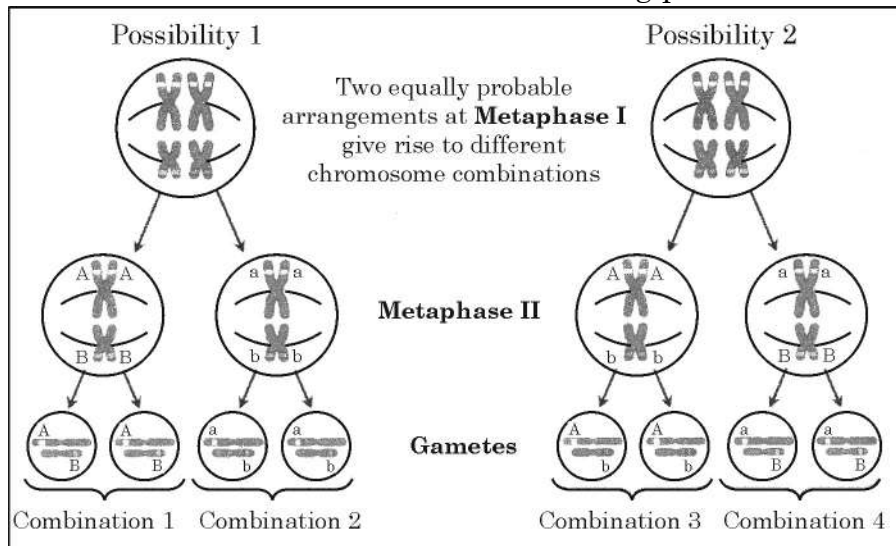 Possibility 1
Possibility 2
Two equally probable
arrangements at Metaphase I
give rise to different
chromosome combinations
A A
a a
A A
a a
Metaphase II
B B
b b
b b
B B
A
A
a
a
Gametes
A
A
a
a
B
B
b
b
b
b
B
B
Combination 1
Combination 2
Combination 3
Combination 4